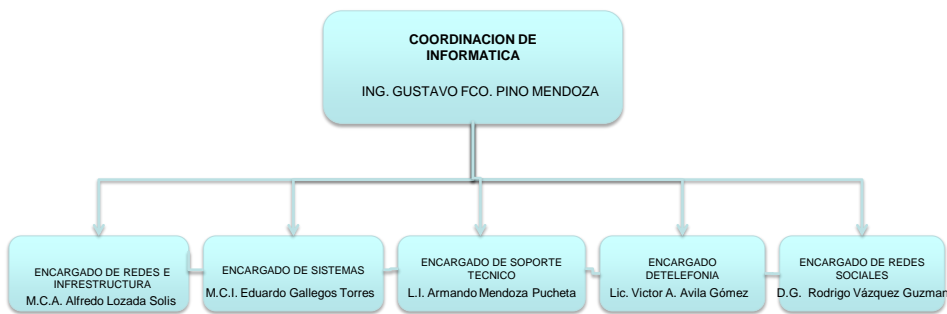 COORDINACION DE
INFORMATICA
ING. GUSTAVO FCO. PINO MENDOZA
ENCARGADO DE REDES E
INFRESTRUCTURA
M.C.A. Alfredo Lozada Solis
ENCARGADO DE SISTEMAS
M.C.I. Eduardo Gallegos Torres
ENCARGADO DE SOPORTE
TECNICO
L.I. Armando Mendoza Pucheta
ENCARGADO
DETELEFONIA
Lic. Victor A. Avila Gómez
ENCARGADO DE REDES
SOCIALES
D.G. Rodrigo Vázquez Guzman